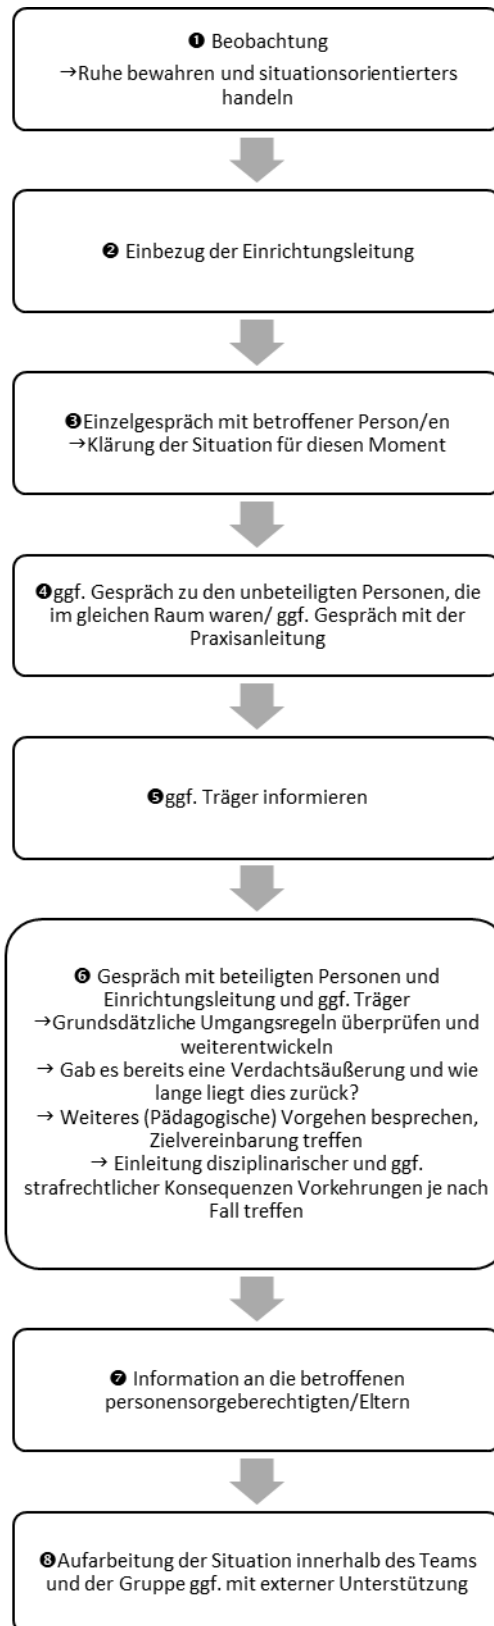 ❶ Beobachtung
→Ruhe bewahren und situationsorientierters
handeln
❷ Einbezug der Einrichtungsleitung
❸Einzelgespräch mit betroffener Person/en
→Klärung der Situation für diesen Moment
❹ggf. Gespräch zu den unbeteiligten Personen, die
im gleichen Raum waren/ ggf. Gespräch mit der
Praxisanleitung
❺ggf. Träger informieren
❻ Gespräch mit beteiligten Personen und
Einrichtungsleitung und ggf. Träger
→Grundsdätzliche Umgangsregeln überprüfen und
weiterentwickeln
→ Gab es bereits eine Verdachtsäußerung und wie
lange liegt dies zurück?
→ Weiteres (Pädagogische) Vorgehen besprechen,
Zielvereinbarung treffen
→ Einleitung disziplinarischer und ggf.
strafrechtlicher Konsequenzen Vorkehrungen je nach
Fall treffen
❼ Information an die betroffenen
personensorgeberechtigten/Eltern
❽Aufarbeitung der Situation innerhalb des Teams
und der Gruppe ggf. mit externer Unterstützung